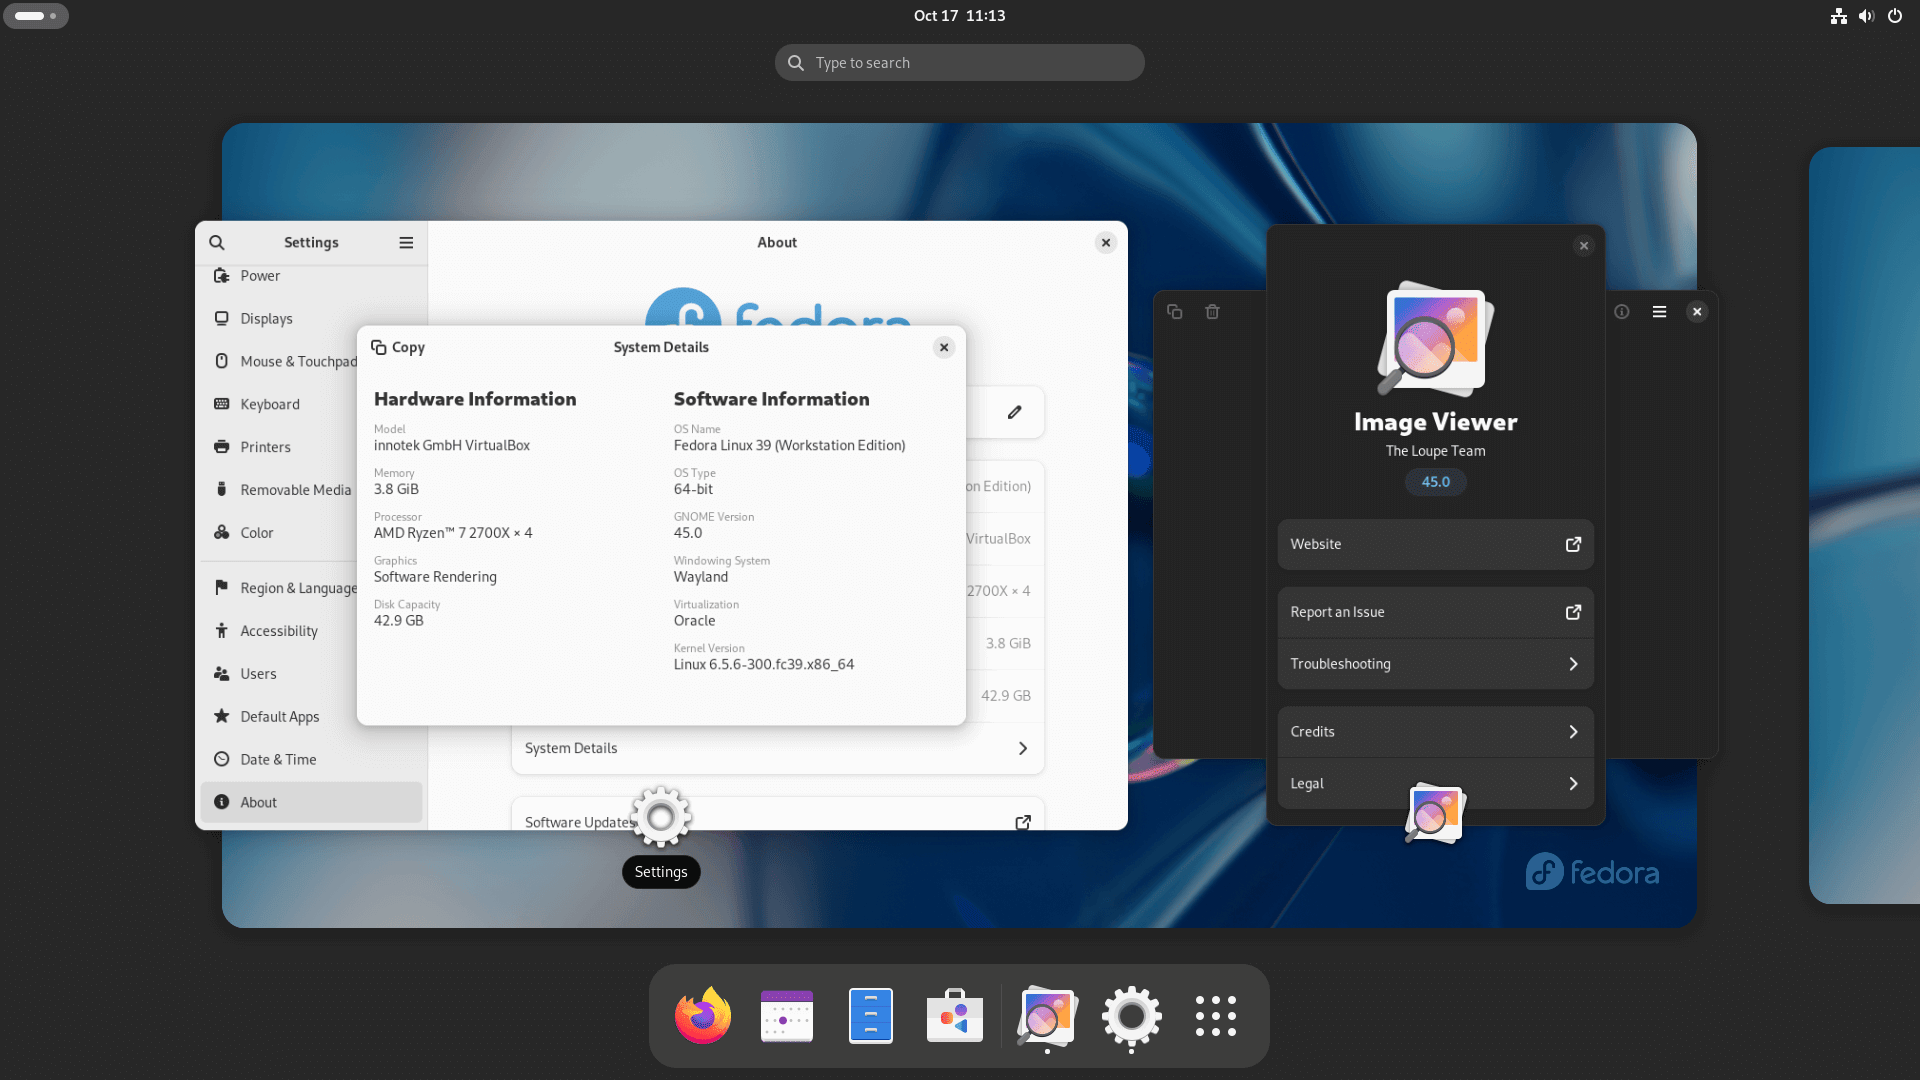 Oct 17 11:13
Type to search
Settings
Power
Displays
Mouse & Touchpad
Keyboard
Printers
Removable Media
Color
Region & Language
Accessibility
Users
Default Apps
Date & Time
About
About
fedora
Copy
System Details
Hardware Information
Model
innotek GmbH VirtualBox
Memory
3.8 GiB
Processor
AMD Ryzen™ 7 2700X × 4
Graphics
Software Rendering
Disk Capacity
42.9 GB
Software Information
OS Name
Fedora Linux 39 (Workstation Edition)
OS Type
64-bit
GNOME Version
45.0
Windowing System
Wayland
Virtualization
Oracle
Kernel Version
Linux 6.5.6-300.fc39.x86_64
on Edition)
VirtualBox
2700X × 4
3.8 GiB
42.9 GB
System Details
Software Updates
Settings
Image Viewer
The Loupe Team
45.0
Website
Report an Issue
Troubleshooting
Credits
Legal
fedora